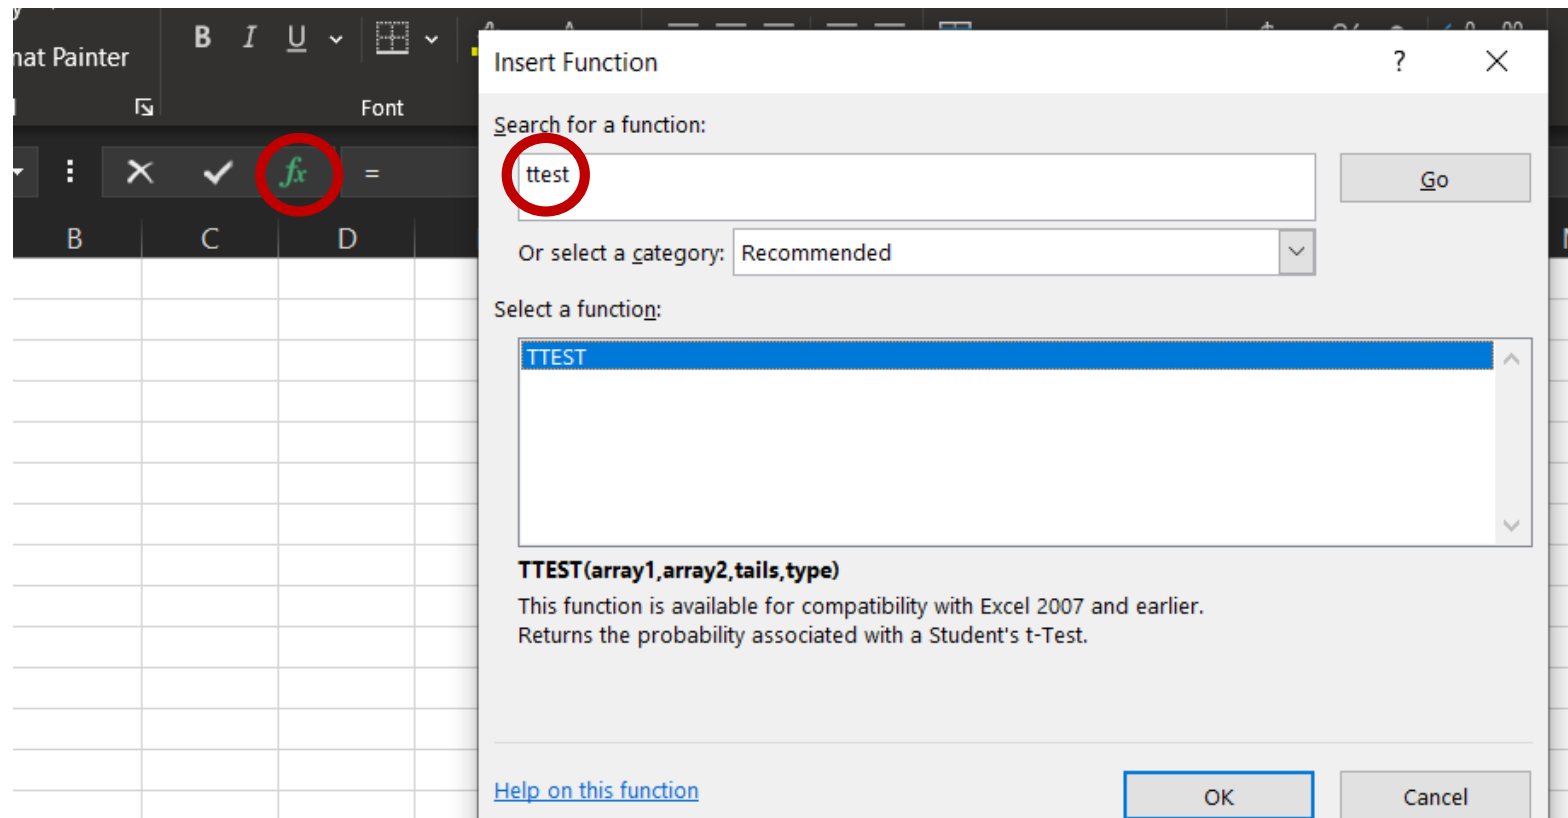 nat Painter
B I U
Font
fx =
B C D
Insert Function ? X
Search for a function:
ttest
Go
Or select a category: Recommended
Select a function:
TTEST
TTEST(array1,array2,tails,type)
This function is available for compatibility with Excel 2007 and earlier.
Returns the probability associated with a Student's t-Test.
Help on this function
OK Cancel